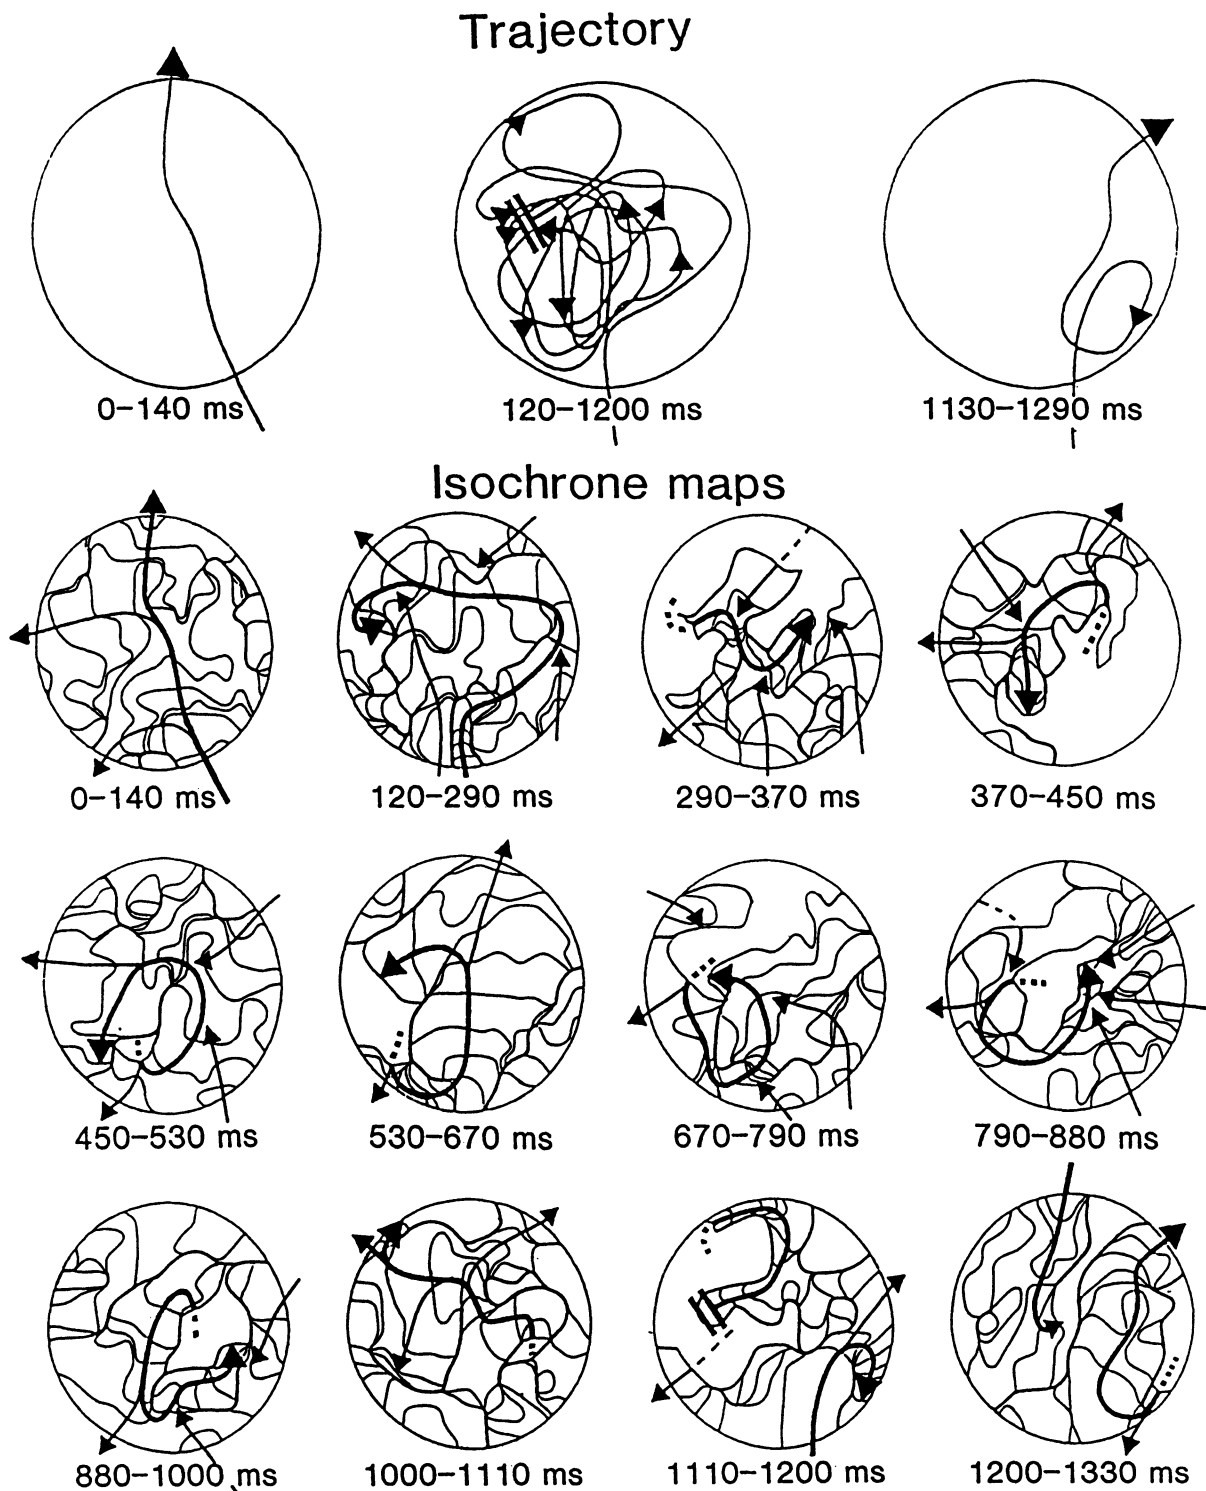 Trajectory
0–140 ms
120–1200 ms
1130–1290 ms
Isochrone maps
0–140 ms
120–290 ms
290–370 ms
370–450 ms
450–530 ms
530–670 ms
670–790 ms
790–880 ms
880–1000 ms
1000–1110 ms
1110–1200 ms
1200–1330 ms